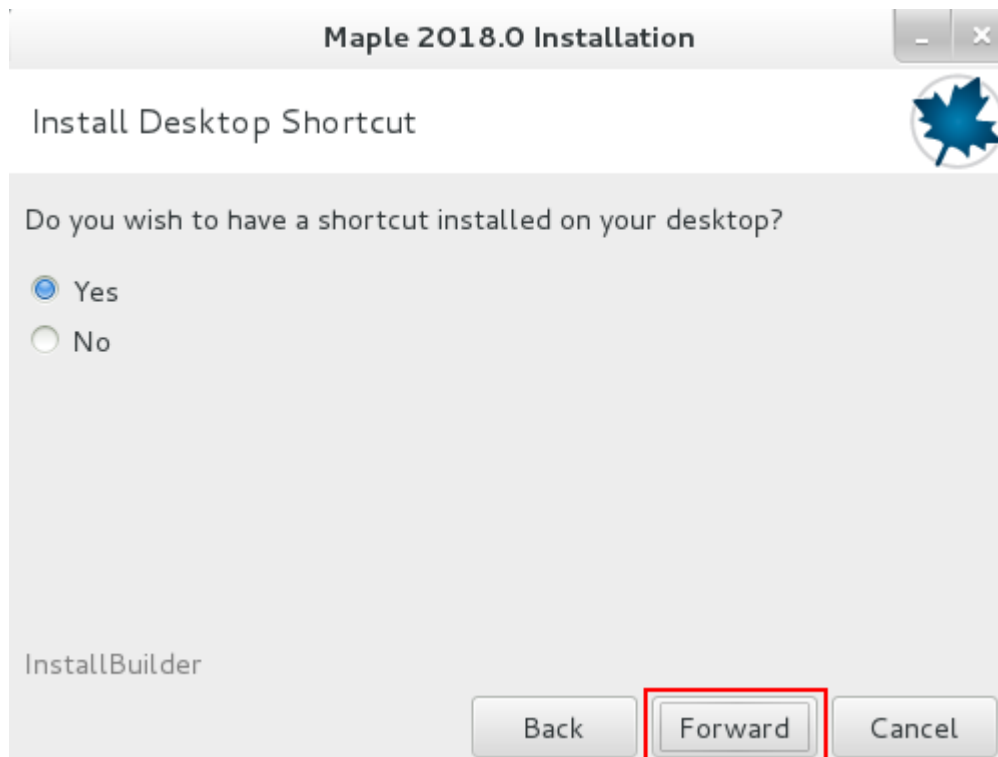 Maple 2018.0 Installation
Install Desktop Shortcut
Do you wish to have a shortcut installed on your desktop?
Yes
No
InstallBuilder
Back Forward Cancel